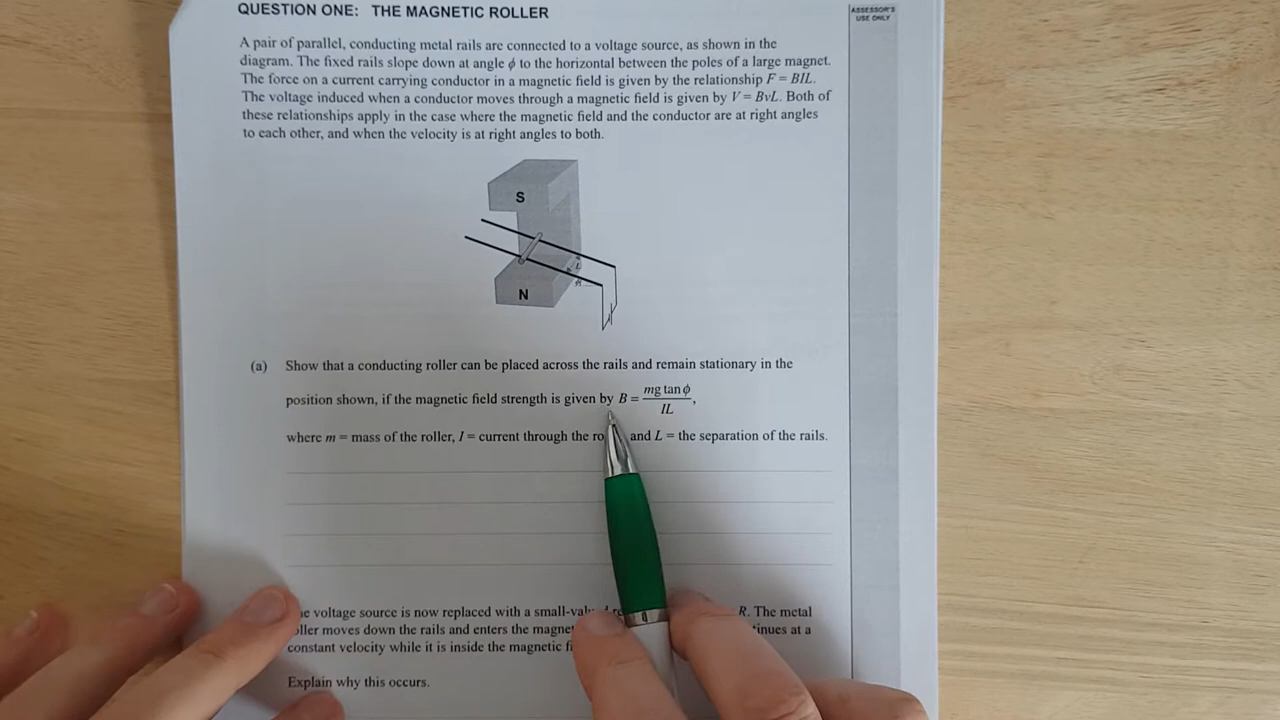 QUESTION ONE: THE MAGNETIC ROLLER
ASSESSOR'S
USE ONLY
A pair of parallel, conducting metal rails are connected to a voltage source, as shown in the
diagram. The fixed rails slope down at angle ϕ to the horizontal between the poles of a large magnet.
The force on a current carrying conductor in a magnetic field is given by the relationship F = BIL.
The voltage induced when a conductor moves through a magnetic field is given by V = BvL. Both of
these relationships apply in the case where the magnetic field and the conductor are at right angles
to each other, and when the velocity is at right angles to both.
S
L
N
(a) Show that a conducting roller can be placed across the rails and remain stationary in the
position shown, if the magnetic field strength is given by B = mg tan ϕ / IL,
where m = mass of the roller, I = current through the ro and L = the separation of the rails.
voltage source is now replaced with a small- R. The metal
oller moves down the rails and enters the magne tinues at a
constant velocity while it is inside the magnetic fi
Explain why this occurs.